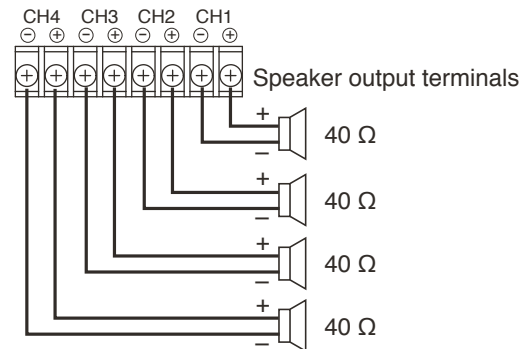 CH4 CH3 CH2 CH1
⊖ ⊕ ⊖ ⊕ ⊖ ⊕ ⊖ ⊕
Speaker output terminals
+
− 40 Ω
+
− 40 Ω
+
− 40 Ω
+
− 40 Ω